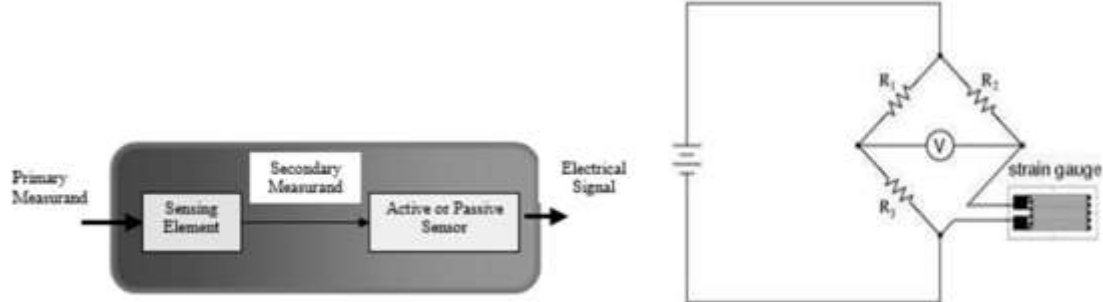 Primary
Measurand
Sensing
Element
Secondary
Measurand
Active or Passive
Sensor
Electrical
Signal
R1
R2
V
R3
strain gauge